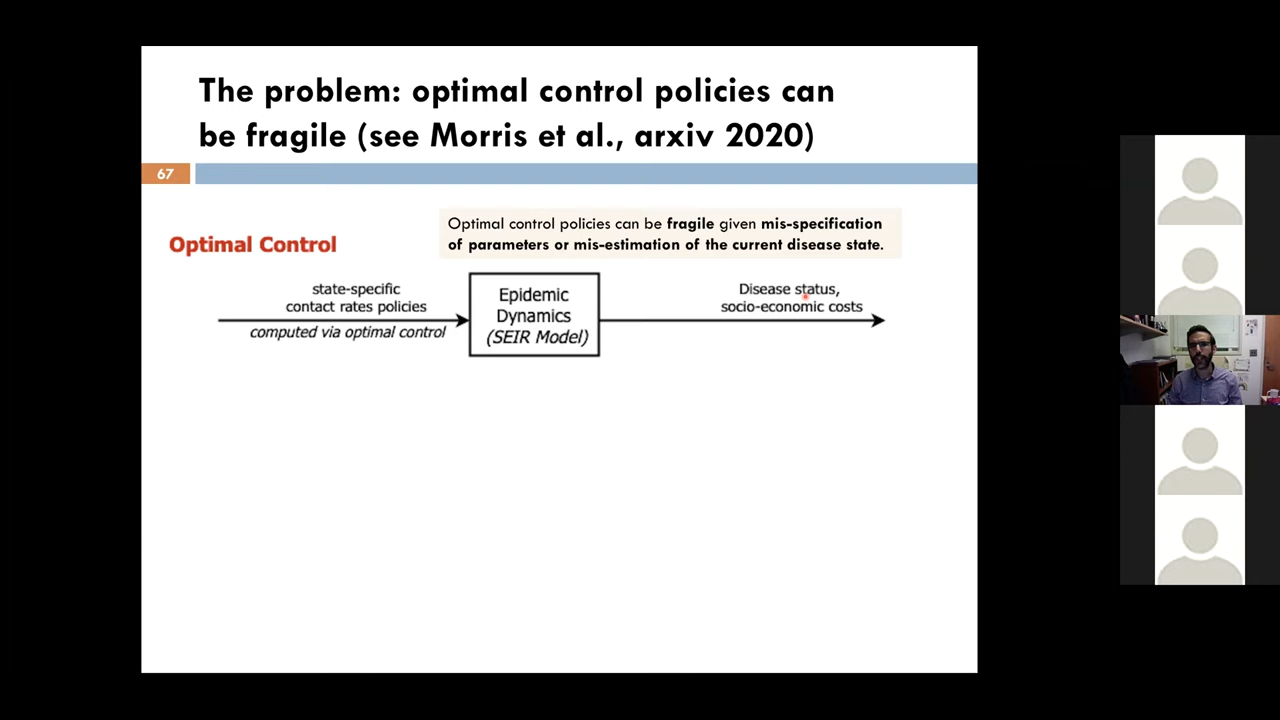 The problem: optimal control policies can
be fragile (see Morris et al., arxiv 2020)
67
Optimal control policies can be fragile given mis-specification
of parameters or mis-estimation of the current disease state.
Optimal Control
state-specific
contact rates policies
computed via optimal control
Epidemic
Dynamics
(SEIR Model)
Disease status,
socio-economic costs